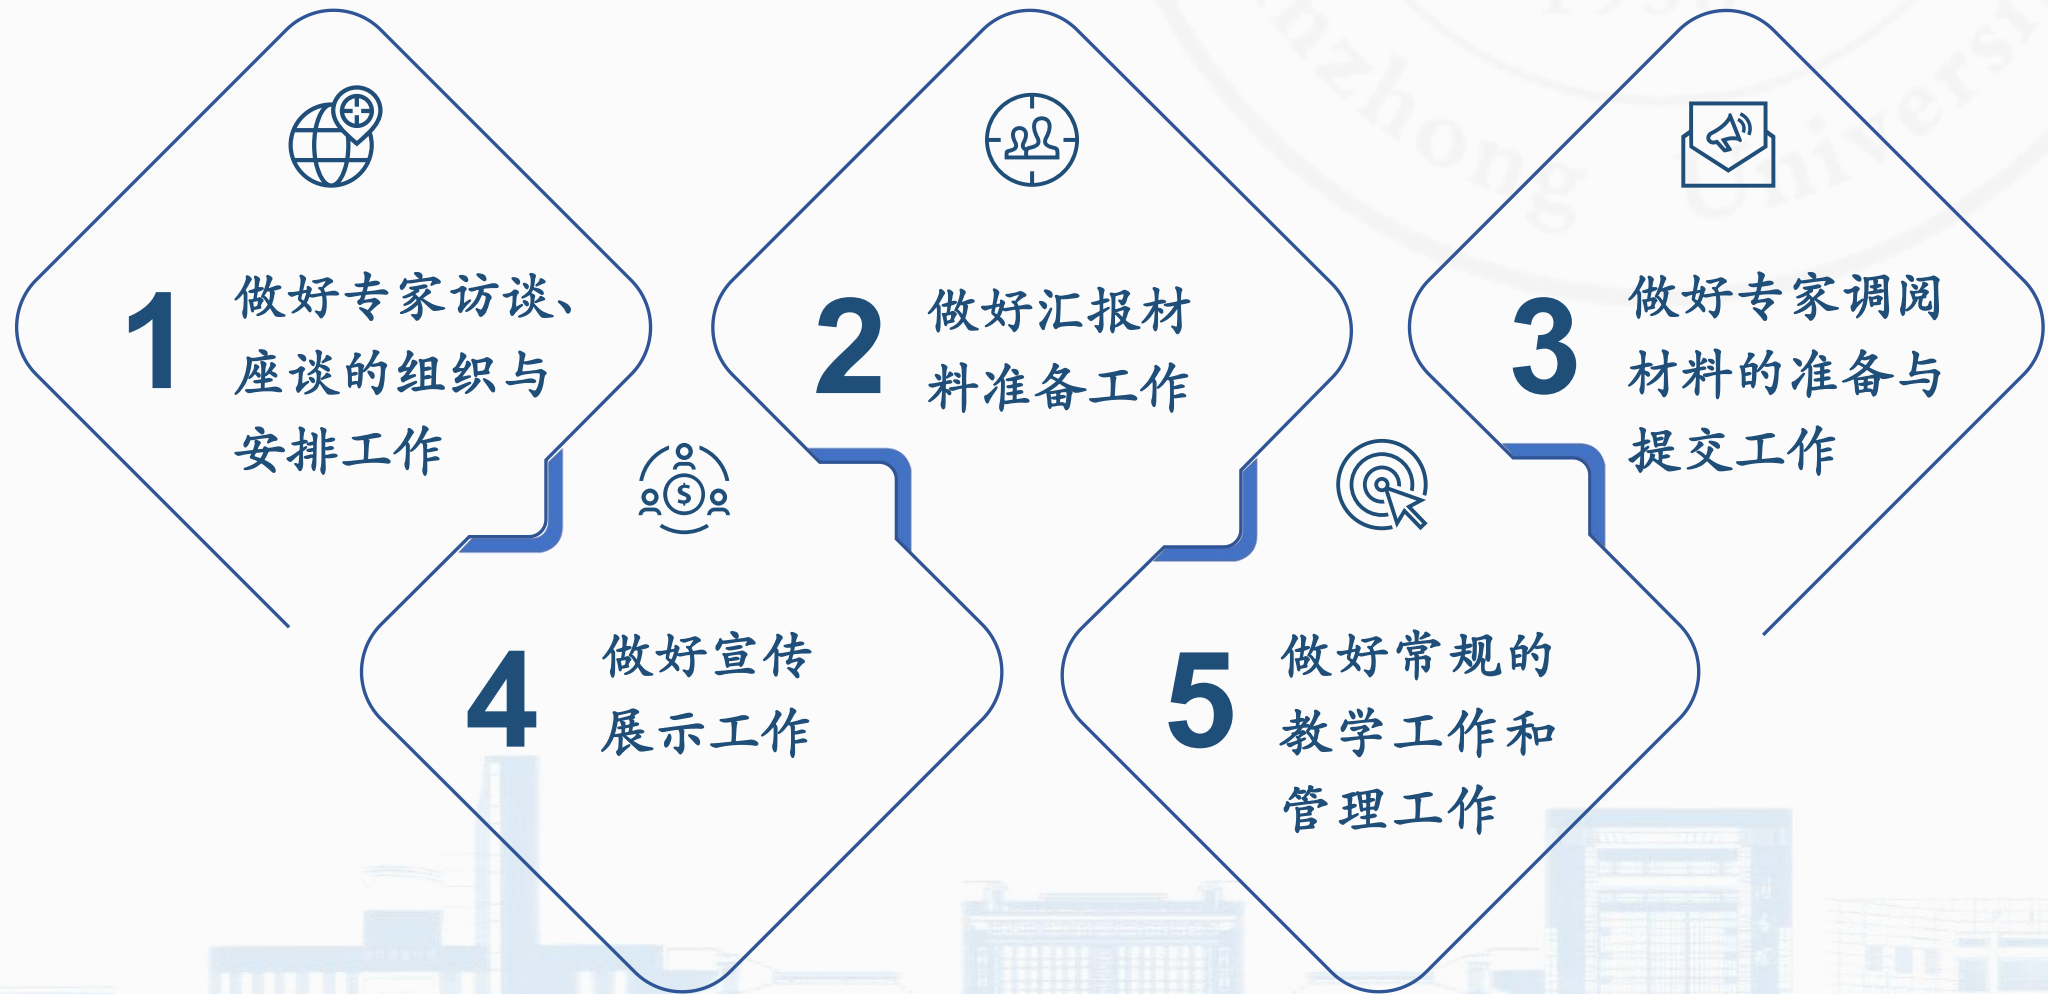 1
做好专家访谈、
座谈的组织与
安排工作
2
做好汇报材
料准备工作
3
做好专家调阅
材料的准备与
提交工作
4
做好宣传
展示工作
5
做好常规的
教学工作和
管理工作